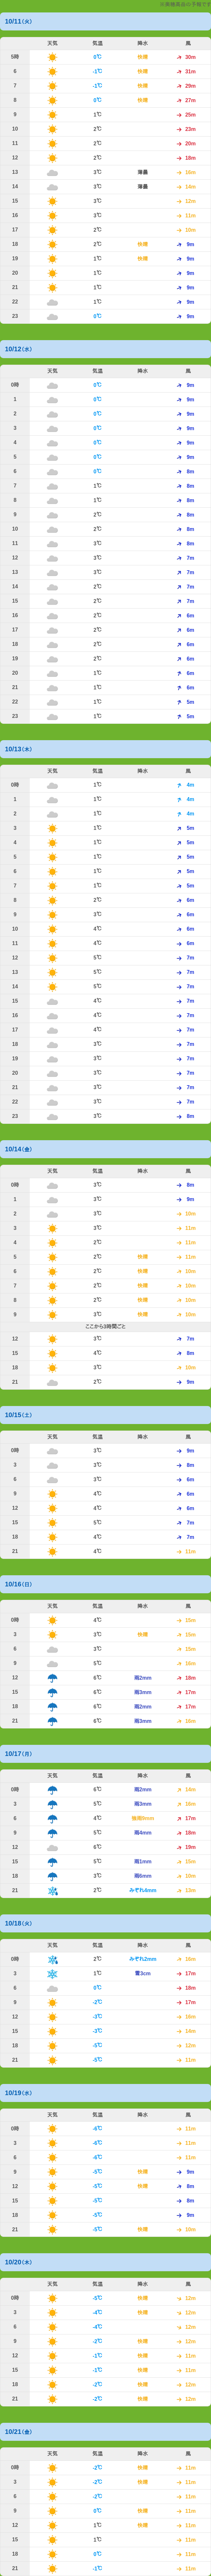 ※美麗高山の予報です
10/11(火)
天気 気温 降水 風
5時 0℃ 快晴 30m
6 -1℃ 快晴 31m
7 -1℃ 快晴 29m
8 0℃ 快晴 27m
9 1℃ 25m
10 2℃ 23m
11 2℃ 20m
12 2℃ 18m
13 3℃ 薄曇 16m
14 3℃ 薄曇 14m
15 3℃ 12m
16 3℃ 11m
17 2℃ 10m
18 2℃ 快晴 9m
19 1℃ 快晴 9m
20 1℃ 9m
21 1℃ 9m
22 1℃ 9m
23 0℃ 9m
10/12(水)
天気 気温 降水 風
0時 0℃ 9m
1 0℃ 9m
2 0℃ 9m
3 0℃ 9m
4 0℃ 9m
5 0℃ 9m
6 0℃ 8m
7 1℃ 8m
8 1℃ 8m
9 2℃ 8m
10 2℃ 8m
11 3℃ 8m
12 3℃ 7m
13 3℃ 7m
14 2℃ 7m
15 2℃ 7m
16 2℃ 6m
17 2℃ 6m
18 2℃ 6m
19 2℃ 6m
20 1℃ 6m
21 1℃ 6m
22 1℃ 5m
23 1℃ 5m
10/13(木)
天気 気温 降水 風
0時 1℃ 4m
1 1℃ 4m
2 1℃ 4m
3 1℃ 5m
4 1℃ 5m
5 1℃ 5m
6 1℃ 5m
7 1℃ 5m
8 2℃ 6m
9 3℃ 6m
10 4℃ 6m
11 4℃ 6m
12 5℃ 7m
13 5℃ 7m
14 5℃ 7m
15 4℃ 7m
16 4℃ 7m
17 4℃ 7m
18 3℃ 7m
19 3℃ 7m
20 3℃ 7m
21 3℃ 7m
22 3℃ 7m
23 3℃ 8m
10/14(金)
天気 気温 降水 風
0時 3℃ 8m
1 3℃ 9m
2 3℃ 10m
3 3℃ 11m
4 2℃ 11m
5 2℃ 快晴 11m
6 2℃ 快晴 10m
7 2℃ 快晴 10m
8 2℃ 快晴 10m
9 3℃ 快晴 10m
ここから3時間ごと
12 3℃ 7m
15 4℃ 8m
18 3℃ 10m
21 2℃ 9m
10/15(土)
天気 気温 降水 風
0時 3℃ 9m
3 3℃ 8m
6 3℃ 6m
9 4℃ 6m
12 4℃ 6m
15 5℃ 7m
18 4℃ 7m
21 4℃ 11m
10/16(日)
天気 気温 降水 風
0時 4℃ 15m
3 3℃ 快晴 15m
6 3℃ 15m
9 5℃ 16m
12 6℃ 雨2mm 18m
15 6℃ 雨3mm 17m
18 6℃ 雨2mm 17m
21 6℃ 雨3mm 16m
10/17(月)
天気 気温 降水 風
0時 6℃ 雨2mm 14m
3 5℃ 雨3mm 16m
6 4℃ 17m
9 5℃ 雨4mm 18m
12 6℃ 19m
15 5℃ 雨1mm 15m
18 3℃ 雨6mm 10m
21 2℃ みぞれ4mm 13m
10/18(火)
天気 気温 降水 風
0時 2℃ みぞれ2mm 16m
3 1℃ 雪3cm 17m
6 0℃ 18m
9 -2℃ 17m
12 -3℃ 16m
15 -3℃ 14m
18 -5℃ 12m
21 -5℃ 11m
10/19(水)
天気 気温 降水 風
0時 -6℃ 11m
3 -6℃ 11m
6 -6℃ 11m
9 -5℃ 快晴 9m
12 -5℃ 快晴 8m
15 -5℃ 8m
18 -5℃ 9m
21 -5℃ 快晴 10m
10/20(木)
天気 気温 降水 風
0時 -5℃ 快晴 12m
3 -4℃ 快晴 12m
6 -4℃ 12m
9 -2℃ 快晴 12m
12 -1℃ 快晴 11m
15 -1℃ 快晴 11m
18 -2℃ 快晴 12m
21 -2℃ 快晴 12m
10/21(金)
天気 気温 降水 風
0時 -2℃ 快晴 11m
3 -2℃ 快晴 11m
6 -2℃ 11m
9 0℃ 快晴 11m
12 1℃ 快晴 11m
15 1℃ 11m
18 0℃ 11m
21 -1℃ 11m